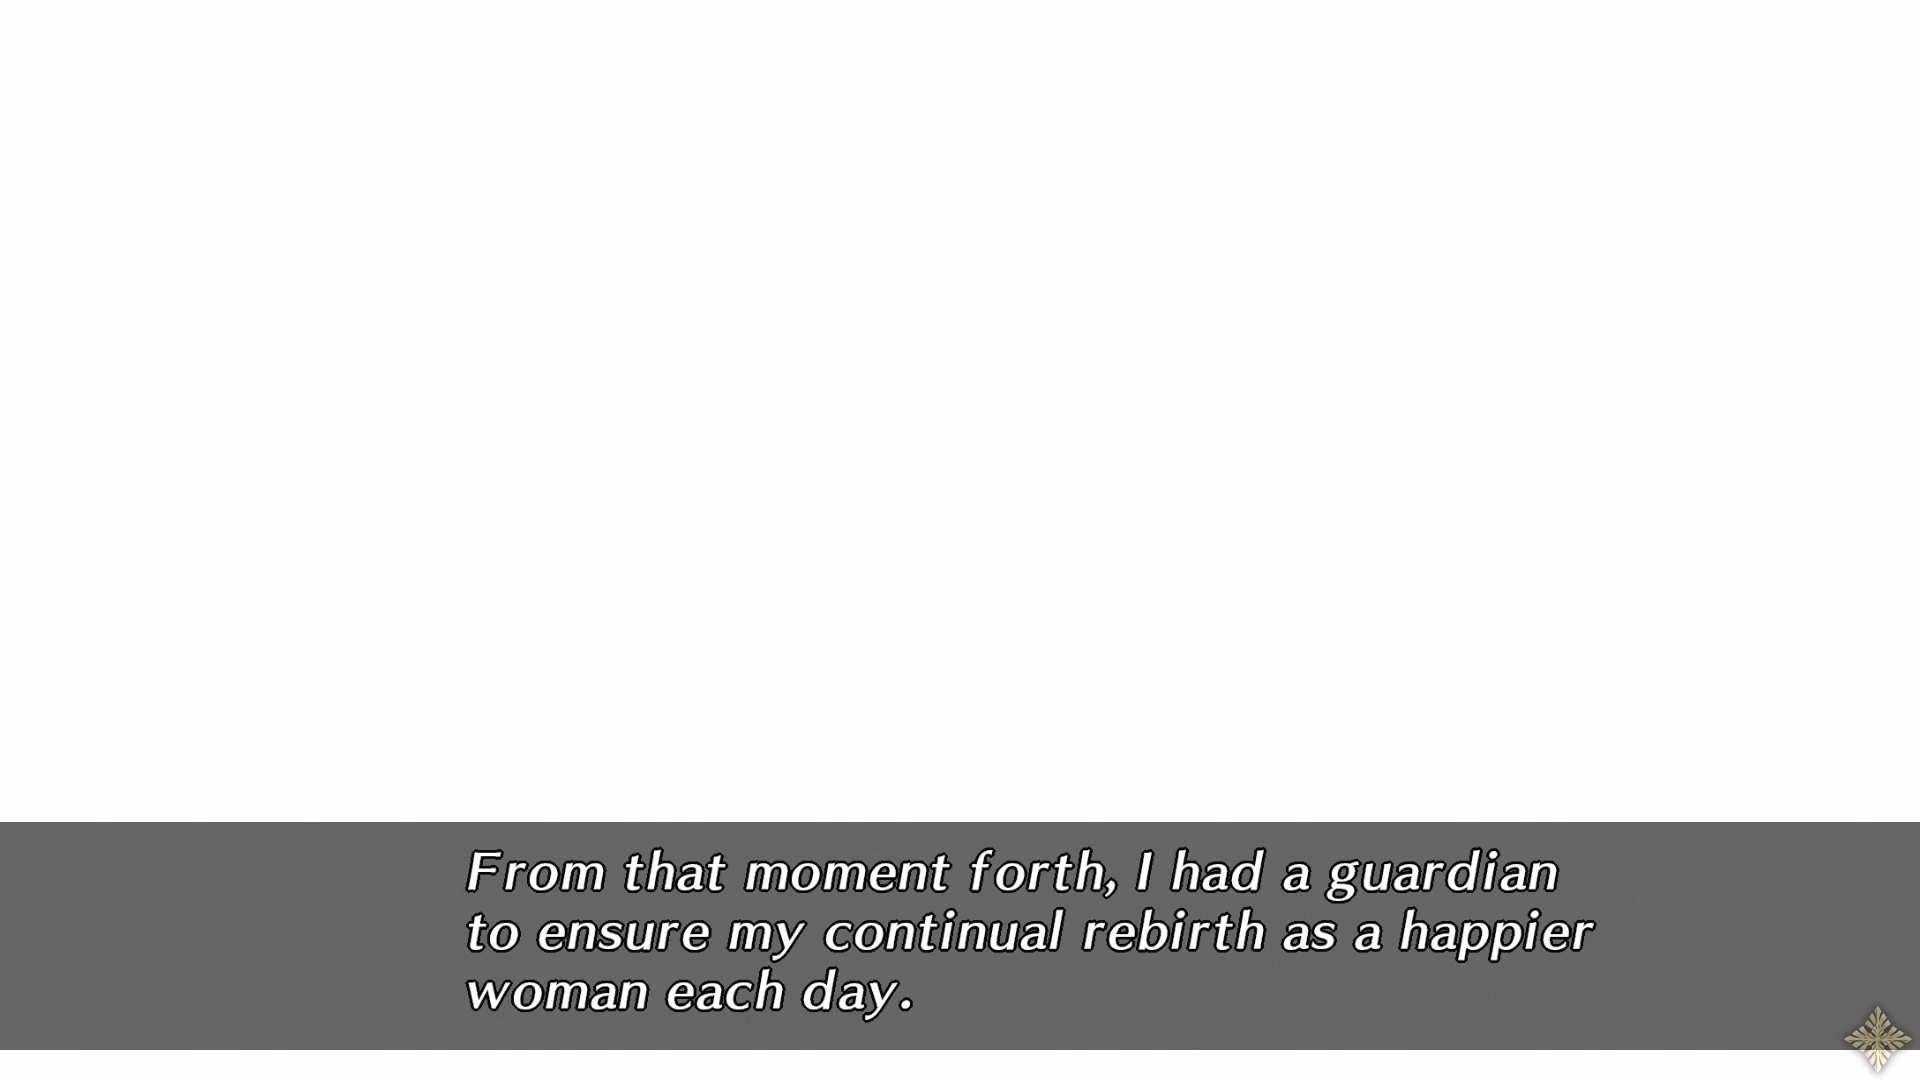 From that moment forth, I had a guardian
to ensure my continual rebirth as a happier
woman each day.